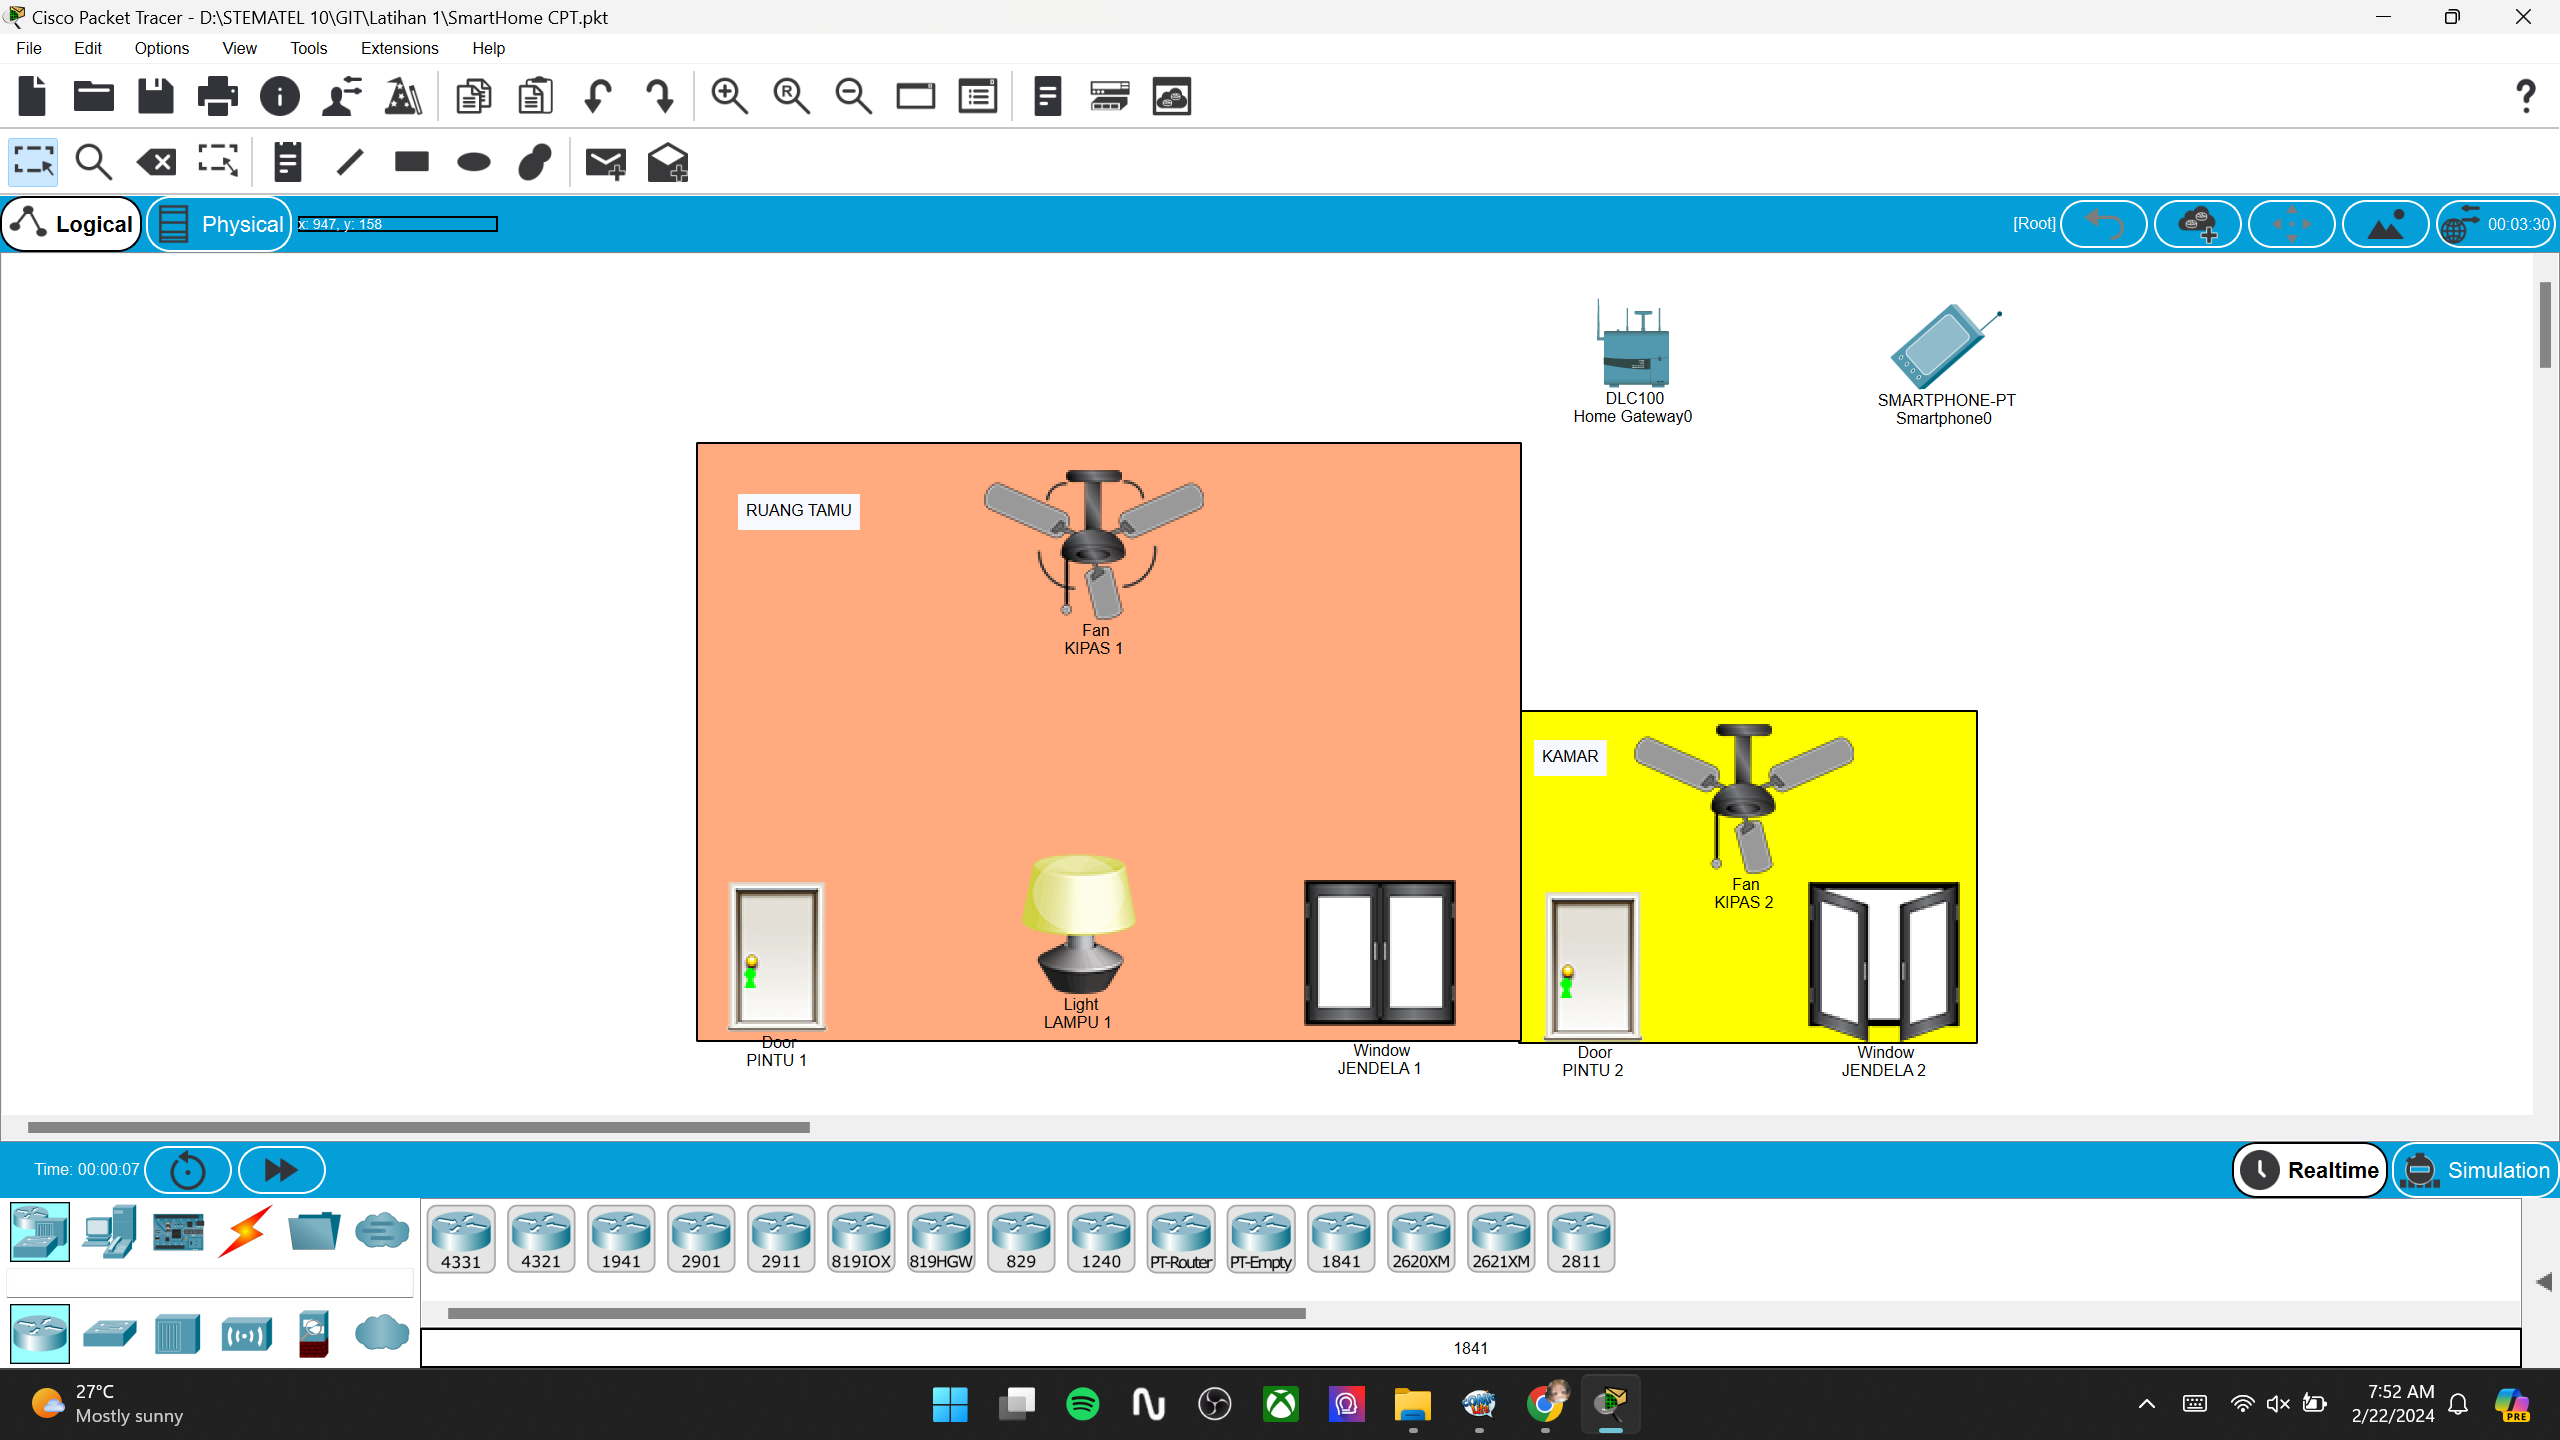 Cisco Packet Tracer - D:\STEMATEL 10\GIT\Latihan 1\SmartHome CPT.pkt
File Edit Options View Tools Extensions Help
Logical Physical x: 947, y: 158 [Root] 00:03:30
DLC100
Home Gateway0
SMARTPHONE-PT
Smartphone0
RUANG TAMU
Fan
KIPAS 1
KAMAR
Fan
KIPAS 2
Light
LAMPU 1
Door
PINTU 1
Window
JENDELA 1
Door
PINTU 2
Window
JENDELA 2
Time: 00:00:07 Realtime Simulation
4331 4321 1941 2901 2911 819IOX 819HGW 829 1240 PT-Router PT-Empty 1841 2620XM 2621XM 2811
1841
27°C
Mostly sunny
7:52 AM
2/22/2024
PRE